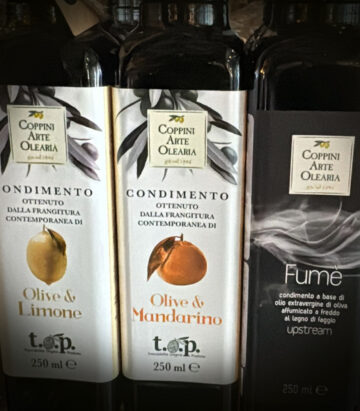 COPPINI
ARTE
OLEARIA
ONDIMENTO
OTTENUTO
DALLA FRANGITURA
CONTEMPORANEA DI
Olive &
Limone
t.o.p.
250 ml e
COPPINI
ARTE
OLEARIA
CONDIMENTO
OTTENUTO
DALLA FRANGITURA
CONTEMPORANEA DI
Olive &
Mandarino
t.o.p.
250 ml e
COPPINI
ARTE
OLEARIA
Fumè
condimento a base di
olio extravergine di oliva
affumicato a freddo
al legno di faggio
upstream
250 ml e